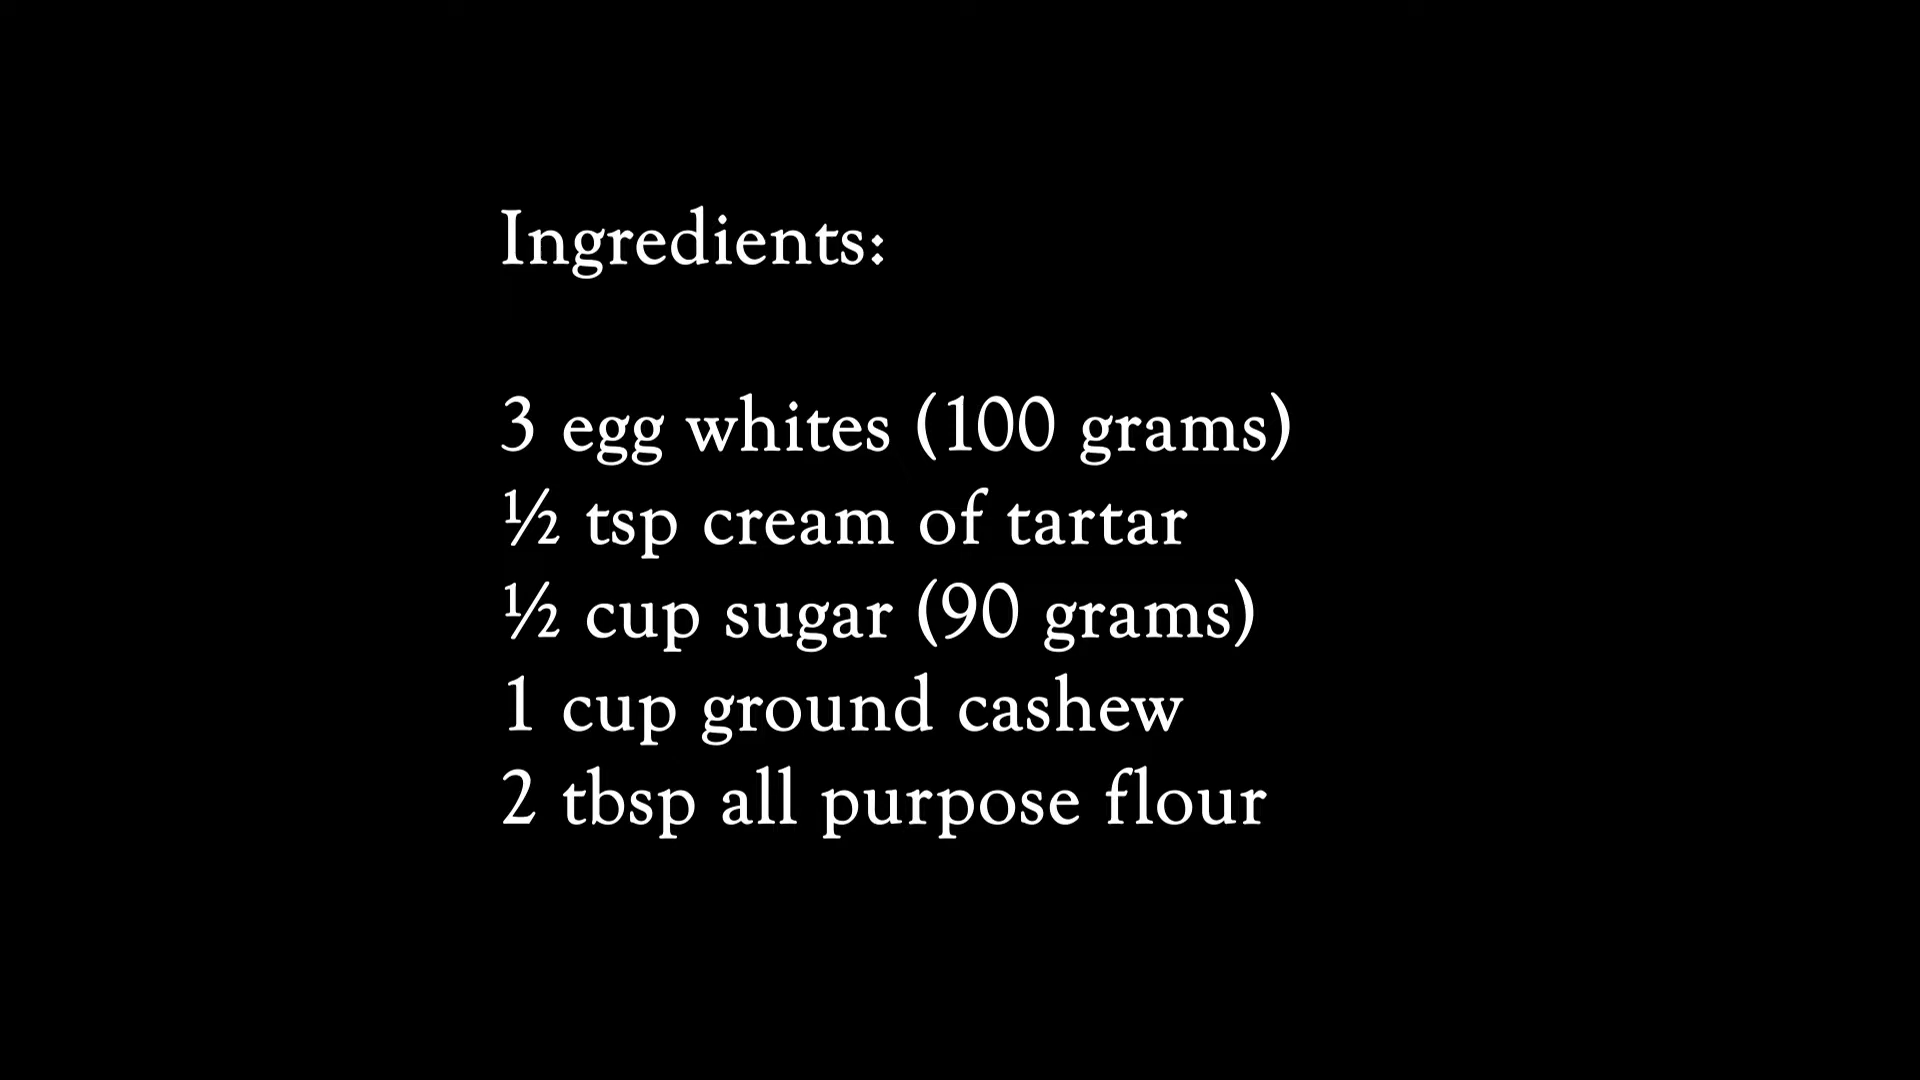 Ingredients:
3 egg whites (100 grams)
½ tsp cream of tartar
½ cup sugar (90 grams)
1 cup ground cashew
2 tbsp all purpose flour